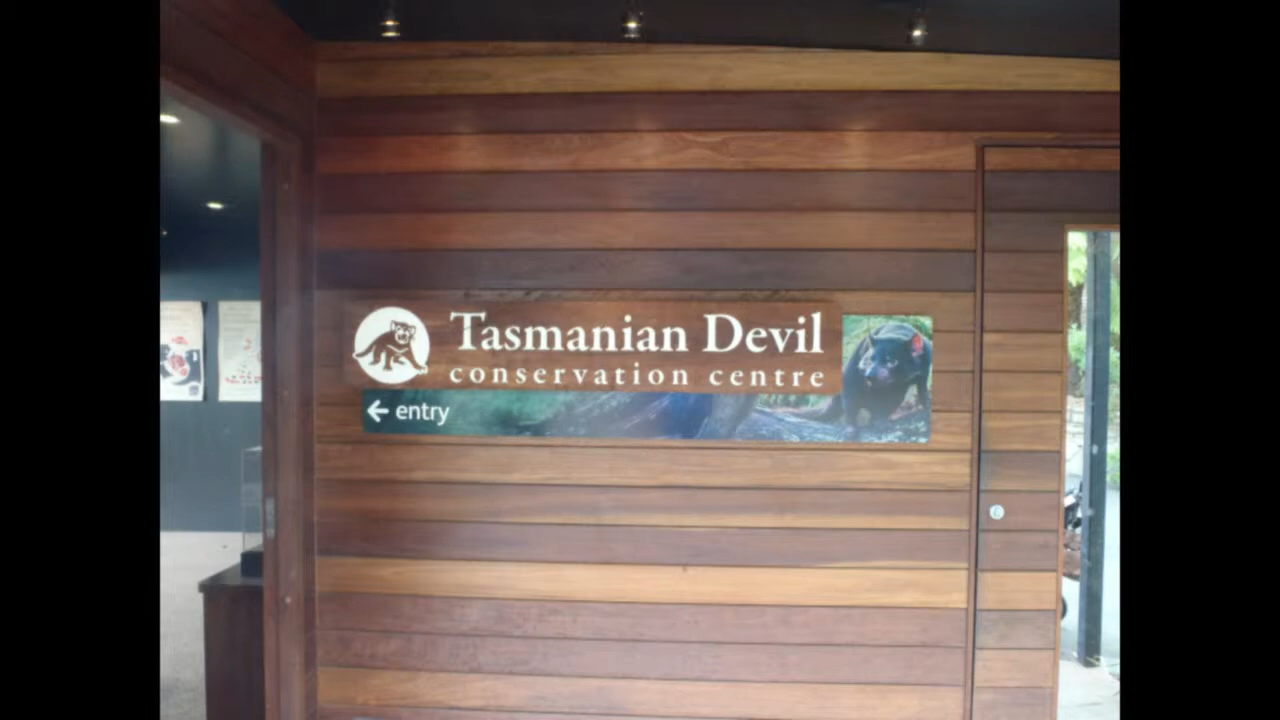 Tasmanian Devil
conservation centre
← entry